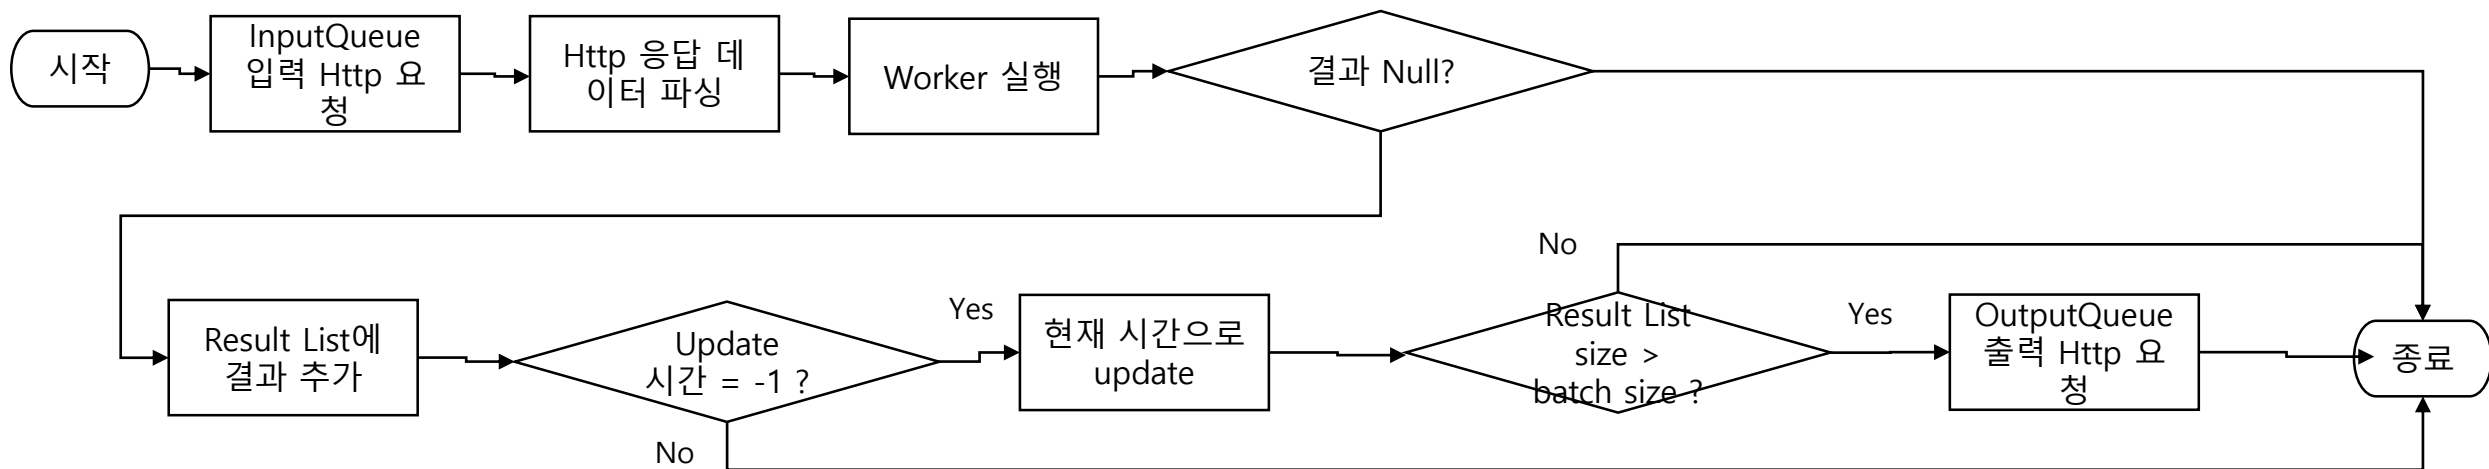 시작
InputQueue
입력 Http 요
청
Http 응답 데
이터 파싱
Worker 실행
결과 Null?
Result List에
결과 추가
Update
시간 = -1 ?
Yes
No
현재 시간으로
update
Result List
size >
batch size ?
No
Yes
OutputQueue
출력 Http 요
청
종료